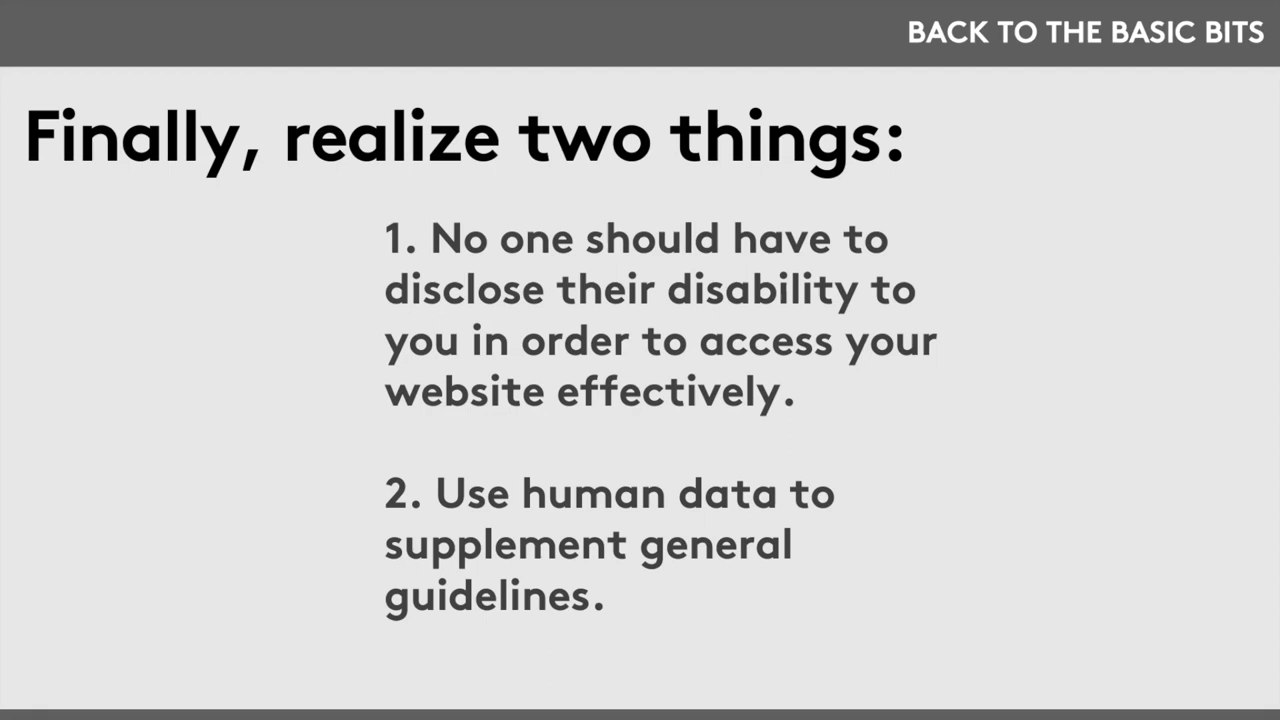 BACK TO THE BASIC BITS
Finally, realize two things:
1. No one should have to
disclose their disability to
you in order to access your
website effectively.
2. Use human data to
supplement general
guidelines.